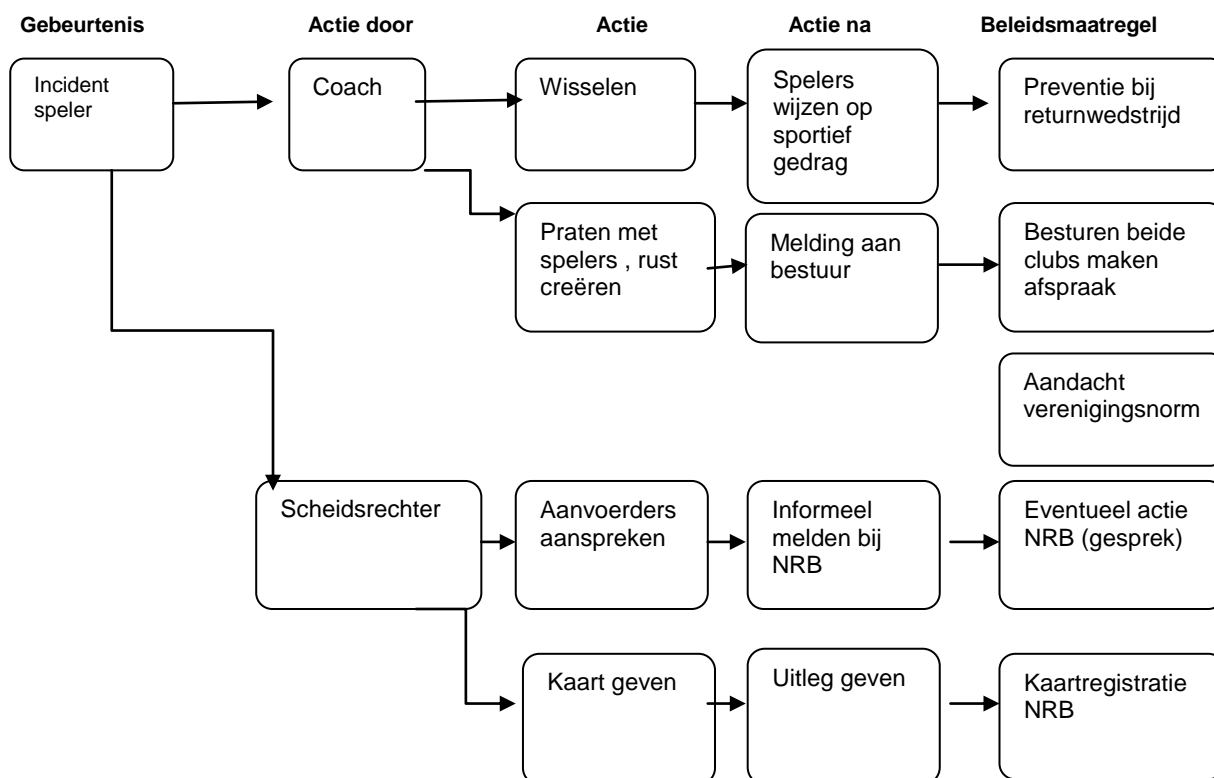 Gebeurtenis
Actie door
Actie
Actie na
Beleidsmaatregel
Incident
speler
Coach
Wisselen
Spelers
wijzen op
sportief
gedrag
Preventie bij
returnwedstrijd
Praten met
spelers , rust
creëren
Melding aan
bestuur
Besturen beide
clubs maken
afspraak
Aandacht
verenigingsnorm
Scheidsrechter
Aanvoerders
aanspreken
Informeel
melden bij
NRB
Eventueel actie
NRB (gesprek)
Kaart geven
Uitleg geven
Kaartregistratie
NRB